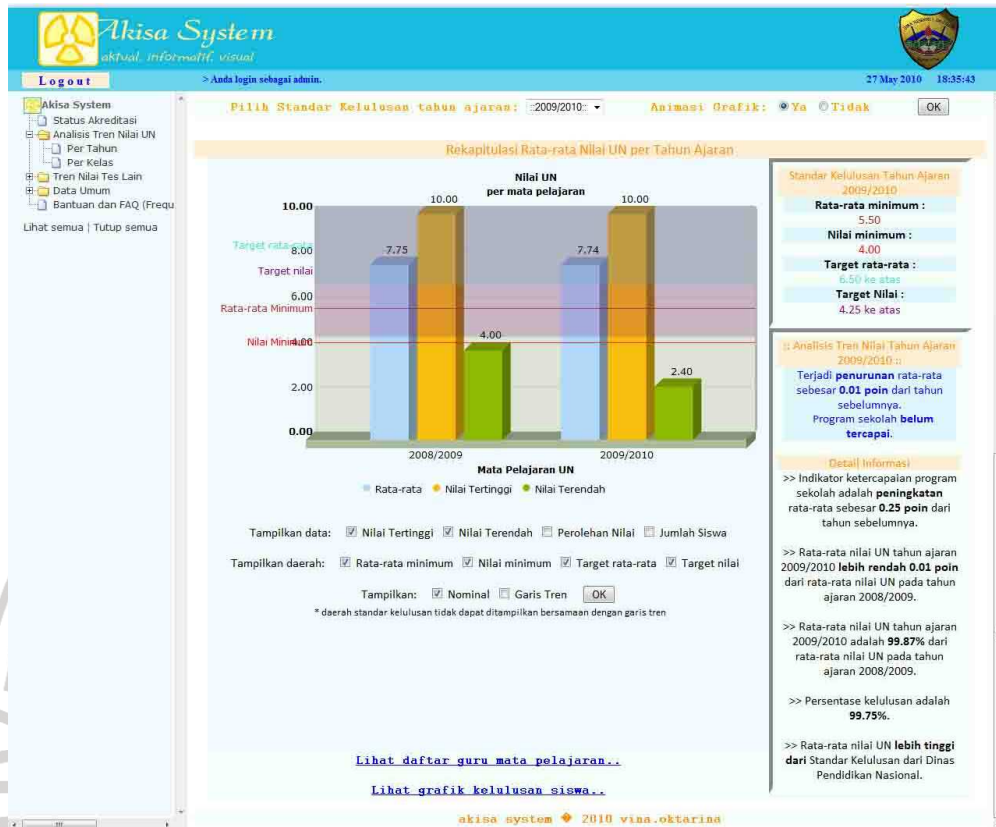 Akisa System
aktual, informatif, visual
Logout
> Anda login sebagai admin.
27 May 2010 18:35:43
Akisa System
Status Akreditasi
Analisis Tren Nilai UN
Per Tahun
Per Kelas
Tren Nilai Tes Lain
Data Umum
Bantuan dan FAQ (Frequ
Lihat semua | Tutup semua
Pilih Standar Kelulusan tahun ajaran: ::2009/2010:: Animasi Grafik: Ya Tidak OK
Rekapitulasi Rata-rata Nilai UN per Tahun Ajaran
Nilai UN
per mata pelajaran
10.00
8.00
6.00
4.00
2.00
0.00
Target rata-rata
Target nilai
Rata-rata Minimum
Nilai Minimum
7.75
10.00
4.00
7.74
10.00
2.40
2008/2009
2009/2010
Mata Pelajaran UN
Rata-rata Nilai Tertinggi Nilai Terendah
Tampilkan data: Nilai Tertinggi Nilai Terendah Perolehan Nilai Jumlah Siswa
Tampilkan daerah: Rata-rata minimum Nilai minimum Target rata-rata Target nilai
Tampilkan: Nominal Garis Tren OK
* daerah standar kelulusan tidak dapat ditampilkan bersamaan dengan garis tren
Lihat daftar guru mata pelajaran..
Lihat grafik kelulusan siswa..
Standar Kelulusan Tahun Ajaran
2009/2010
Rata-rata minimum :
5.50
Nilai minimum :
4.00
Target rata-rata :
6.50 ke atas
Target Nilai :
4.25 ke atas
:: Analisis Tren Nilai Tahun Ajaran
2009/2010 ::
Terjadi penurunan rata-rata
sebesar 0.01 poin dari tahun
sebelumnya.
Program sekolah belum
tercapai.
Detail Informasi
>> Indikator ketercapaian program
sekolah adalah peningkatan
rata-rata sebesar 0.25 poin dari
tahun sebelumnya.
>> Rata-rata nilai UN tahun ajaran
2009/2010 lebih rendah 0.01 poin
dari rata-rata nilai UN pada tahun
ajaran 2008/2009.
>> Rata-rata nilai UN tahun ajaran
2009/2010 adalah 99.87% dari
rata-rata nilai UN pada tahun
ajaran 2008/2009.
>> Persentase kelulusan adalah
99.75%.
>> Rata-rata nilai UN lebih tinggi
dari Standar Kelulusan dari Dinas
Pendidikan Nasional.
akisa system � 2010 vina.oktarina